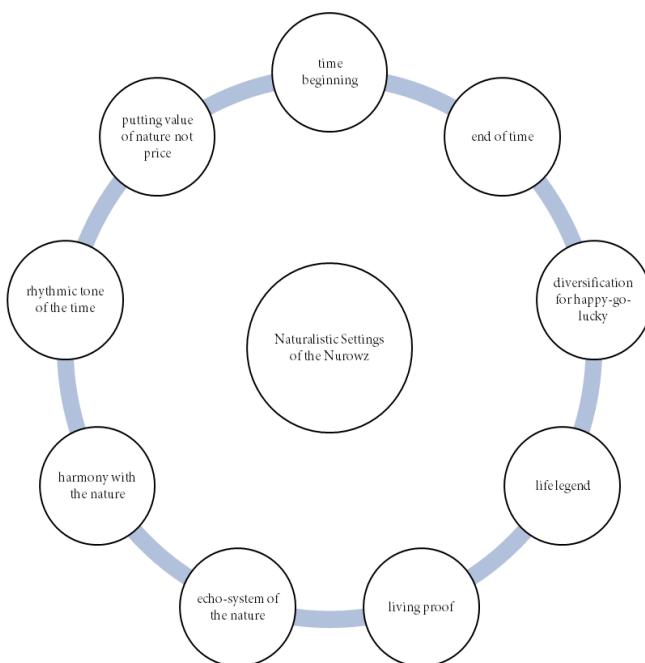 time
beginning
end of time
diversification
for happy-go-
lucky
life legend
living proof
echo-system of
the nature
harmony with
the nature
rhythmic tone
of the time
putting value
of nature not
price
Naturalistic Settings
of the Nurowz